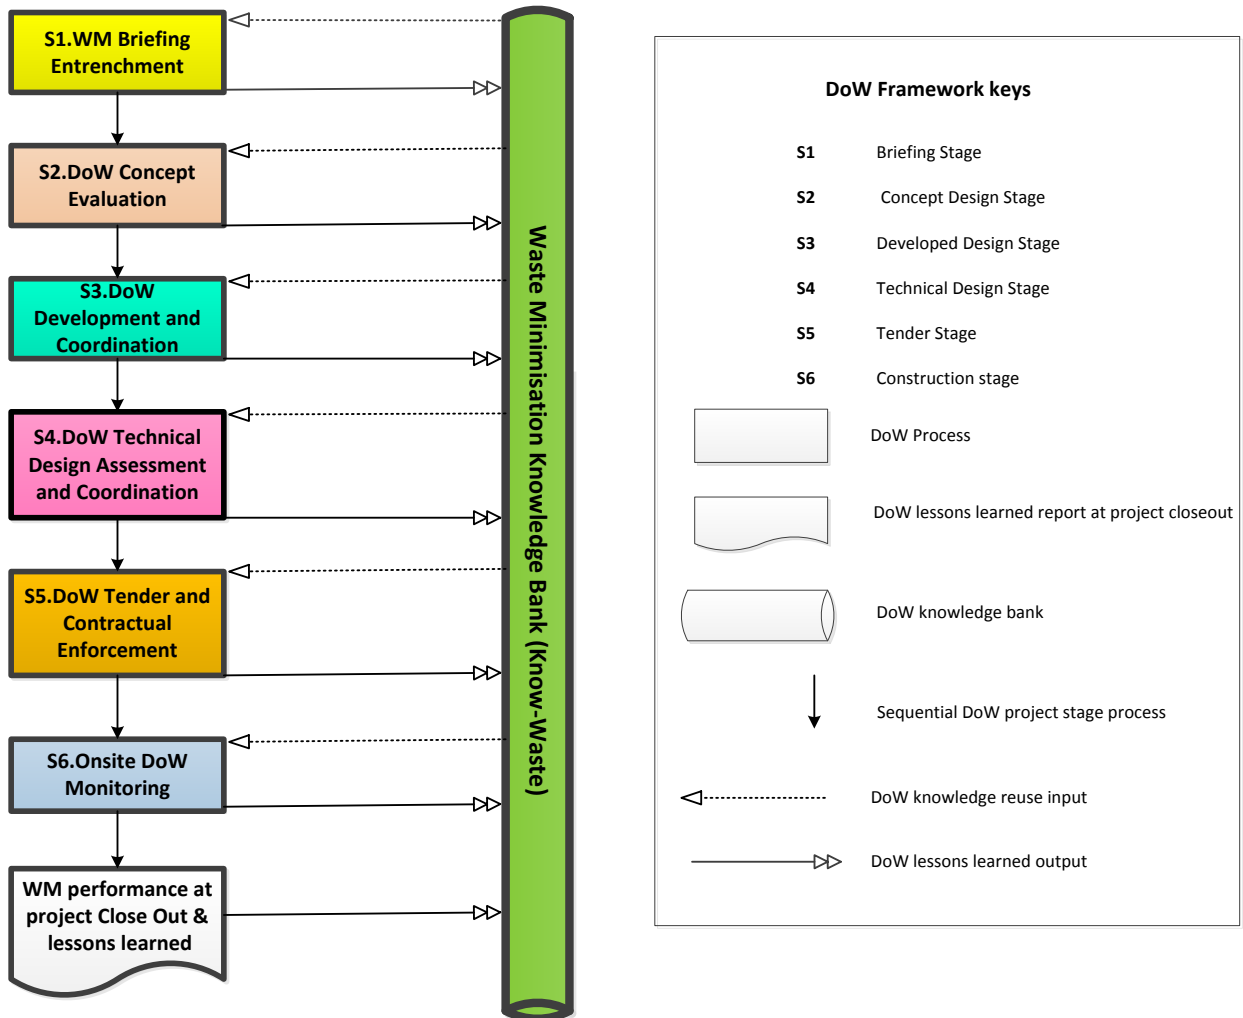 S1.WM Briefing
Entrenchment
S2.DoW Concept
Evaluation
S3.DoW
Development and
Coordination
S4.DoW Technical
Design Assessment
and Coordination
S5.DoW Tender and
Contractual
Enforcement
S6.Onsite DoW
Monitoring
WM performance at
project Close Out &
lessons learned
Waste Minimisation Knowledge Bank (Know-Waste)
DoW Framework keys
S1 Briefing Stage
S2 Concept Design Stage
S3 Developed Design Stage
S4 Technical Design Stage
S5 Tender Stage
S6 Construction stage
DoW Process
DoW lessons learned report at project closeout
DoW knowledge bank
Sequential DoW project stage process
DoW knowledge reuse input
DoW lessons learned output